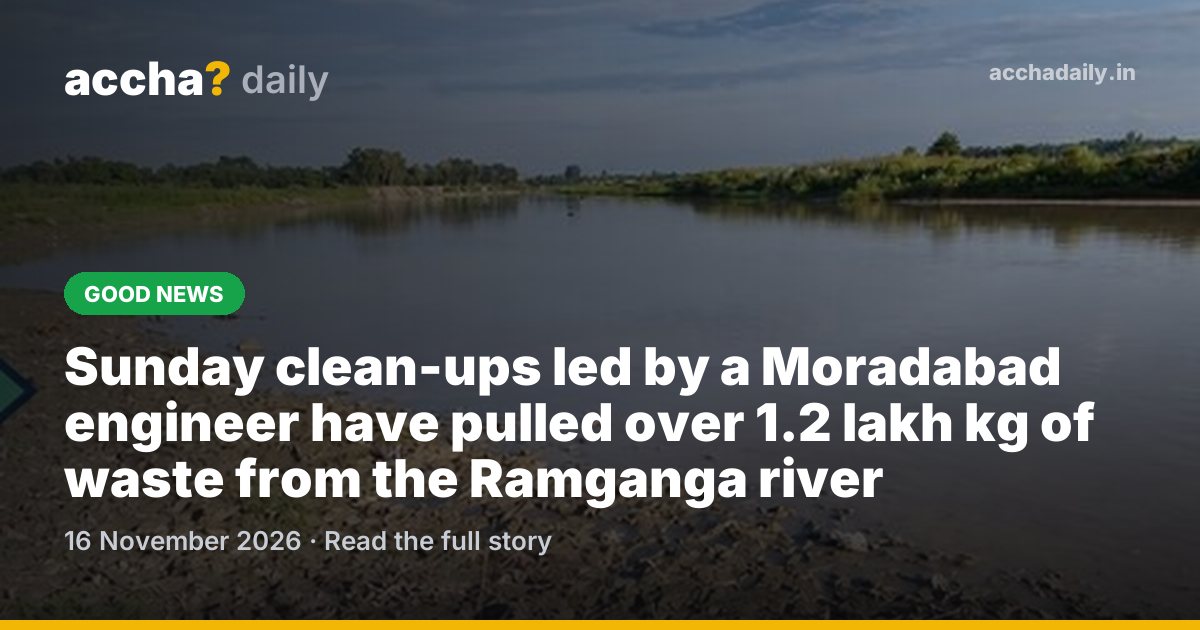 accha? daily
acchadaily.in
GOOD NEWS
Sunday clean-ups led by a Moradabad
engineer have pulled over 1.2 lakh kg of
waste from the Ramganga river
16 November 2026 · Read the full story